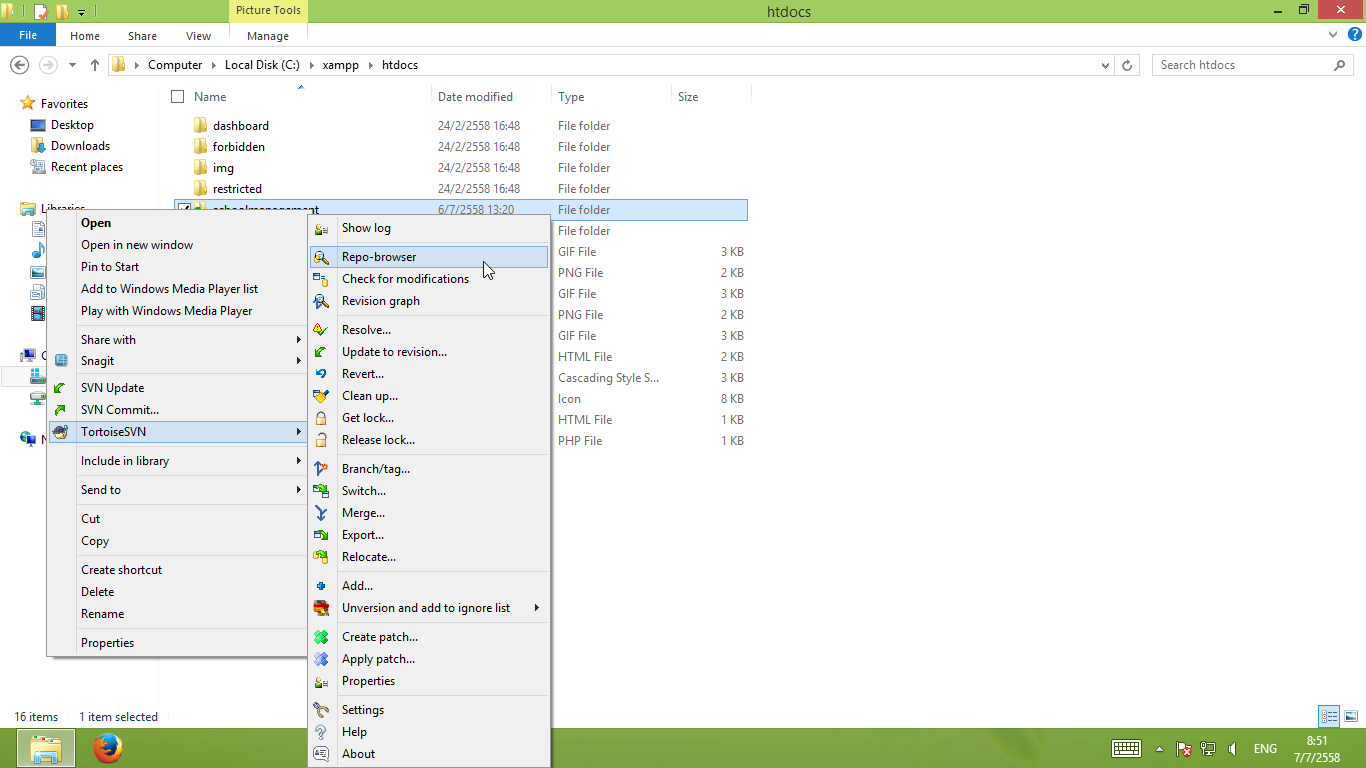 Picture Tools
htdocs
File
Home
Share
View
Manage
Computer
Local Disk (C:)
xampp
htdocs
Search htdocs
Name
Date modified
Type
Size
Favorites
Desktop
Downloads
Recent places
Libraries
dashboard 24/2/2558 16:48 File folder
forbidden 24/2/2558 16:48 File folder
img 24/2/2558 16:48 File folder
restricted 24/2/2558 16:48 File folder
schoolmanagement 6/7/2558 13:20 File folder
File folder
GIF File 3 KB
PNG File 2 KB
GIF File 3 KB
PNG File 2 KB
GIF File 3 KB
HTML File 2 KB
Cascading Style S... 3 KB
Icon 8 KB
HTML File 1 KB
PHP File 1 KB
Open
Open in new window
Pin to Start
Add to Windows Media Player list
Play with Windows Media Player
Share with
Snagit
SVN Update
SVN Commit...
TortoiseSVN
Include in library
Send to
Cut
Copy
Create shortcut
Delete
Rename
Properties
Show log
Repo-browser
Check for modifications
Revision graph
Resolve...
Update to revision...
Revert...
Clean up...
Get lock...
Release lock...
Branch/tag...
Switch...
Merge...
Export...
Relocate...
Add...
Unversion and add to ignore list
Create patch...
Apply patch...
Properties
Settings
Help
About
16 items
1 item selected
ENG
8:51
7/7/2558